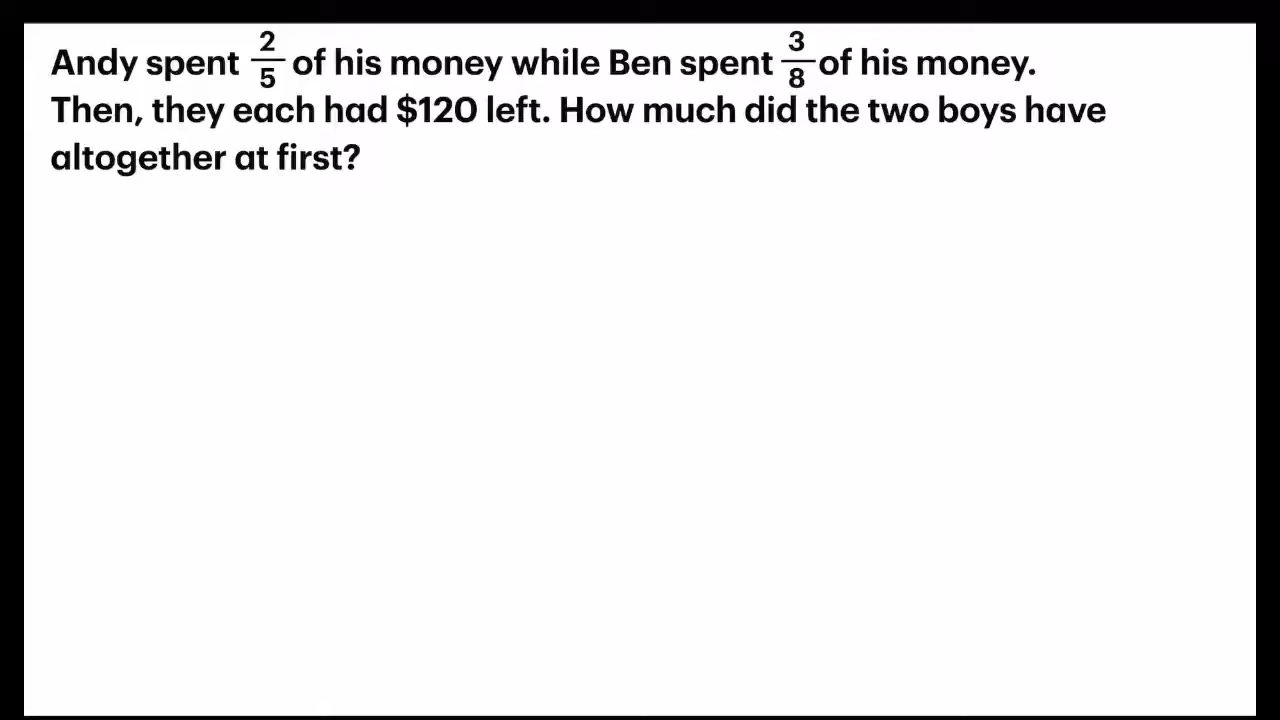 Andy spent 2/5 of his money while Ben spent 3/8 of his money.
Then, they each had $120 left. How much did the two boys have
altogether at first?